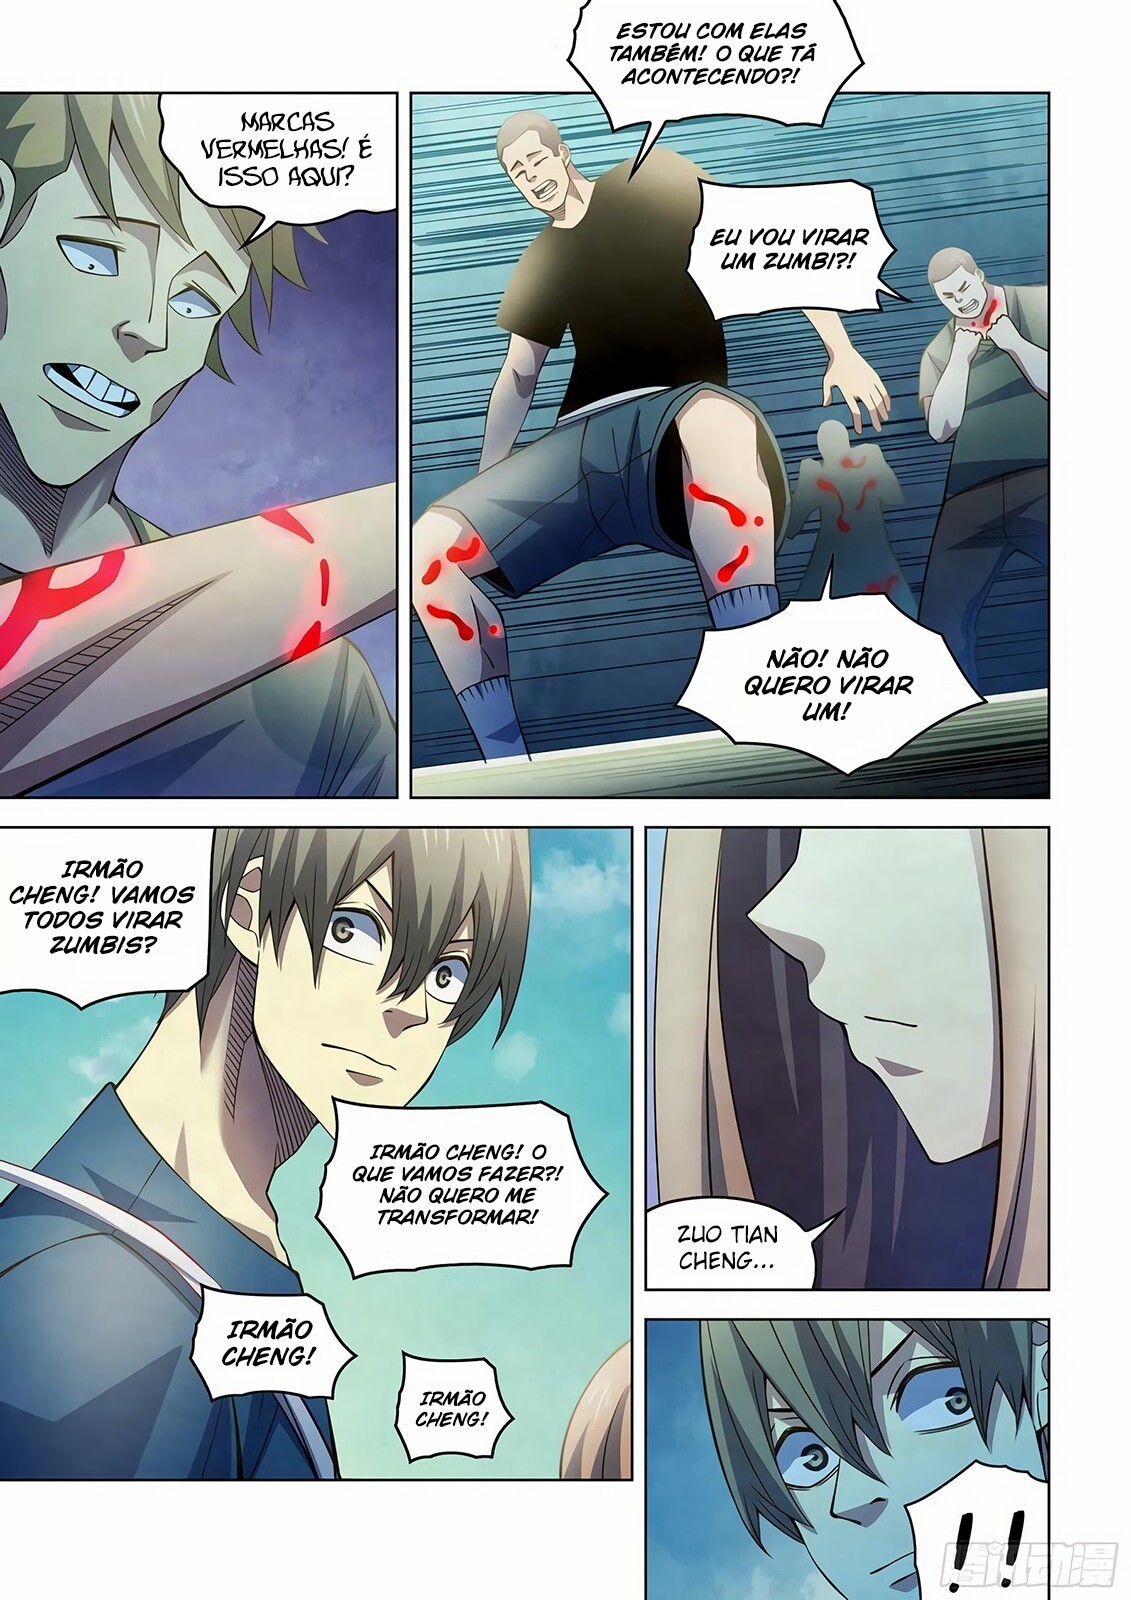 MARCAS
VERMELHAS! É
ISSO AQUI?
ESTOU COM ELAS
TAMBÉM! O QUE TÁ
ACONTECENDO?!
EU VOU VIRAR
UM ZUMBI?!
NÃO! NÃO
QUERO VIRAR
UM!
IRMÃO
CHENG! VAMOS
TODOS VIRAR
ZUMBIS?
IRMÃO CHENG! O
QUE VAMOS FAZER?!
NÃO QUERO ME
TRANSFORMAR!
IRMÃO
CHENG!
IRMÃO
CHENG!
ZUO TIAN
CHENG...
!!